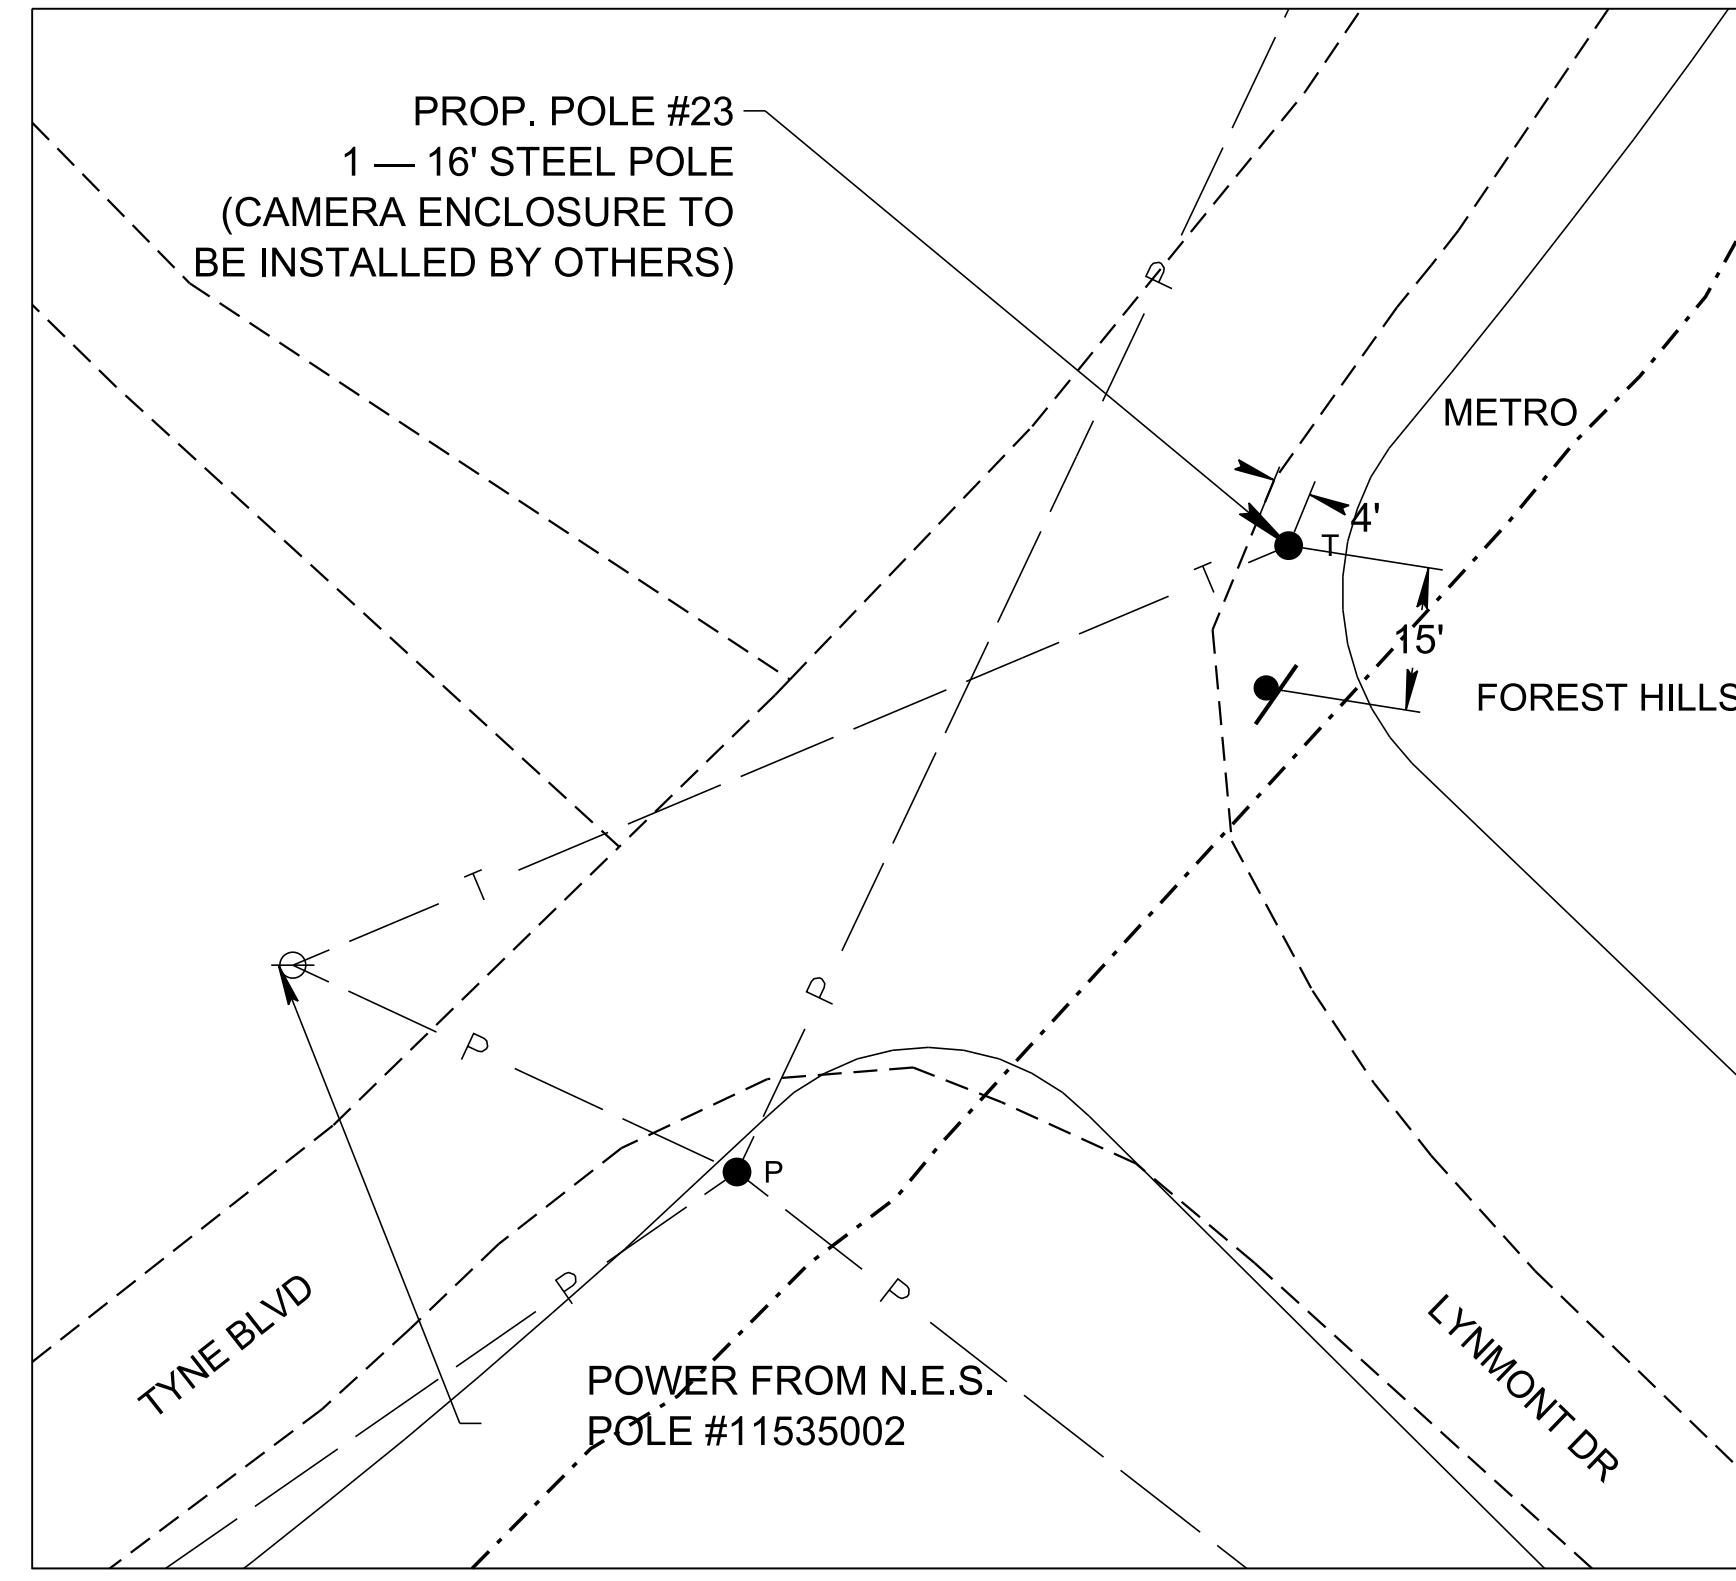 PROP. POLE #23
1 — 16' STEEL POLE
(CAMERA ENCLOSURE TO
BE INSTALLED BY OTHERS)
P
METRO
4'
T
T
15'
FOREST HILLS
T
P
P
P
P
P
TYNE BLVD
LYNMONT DR
POWER FROM N.E.S.
POLE #11535002